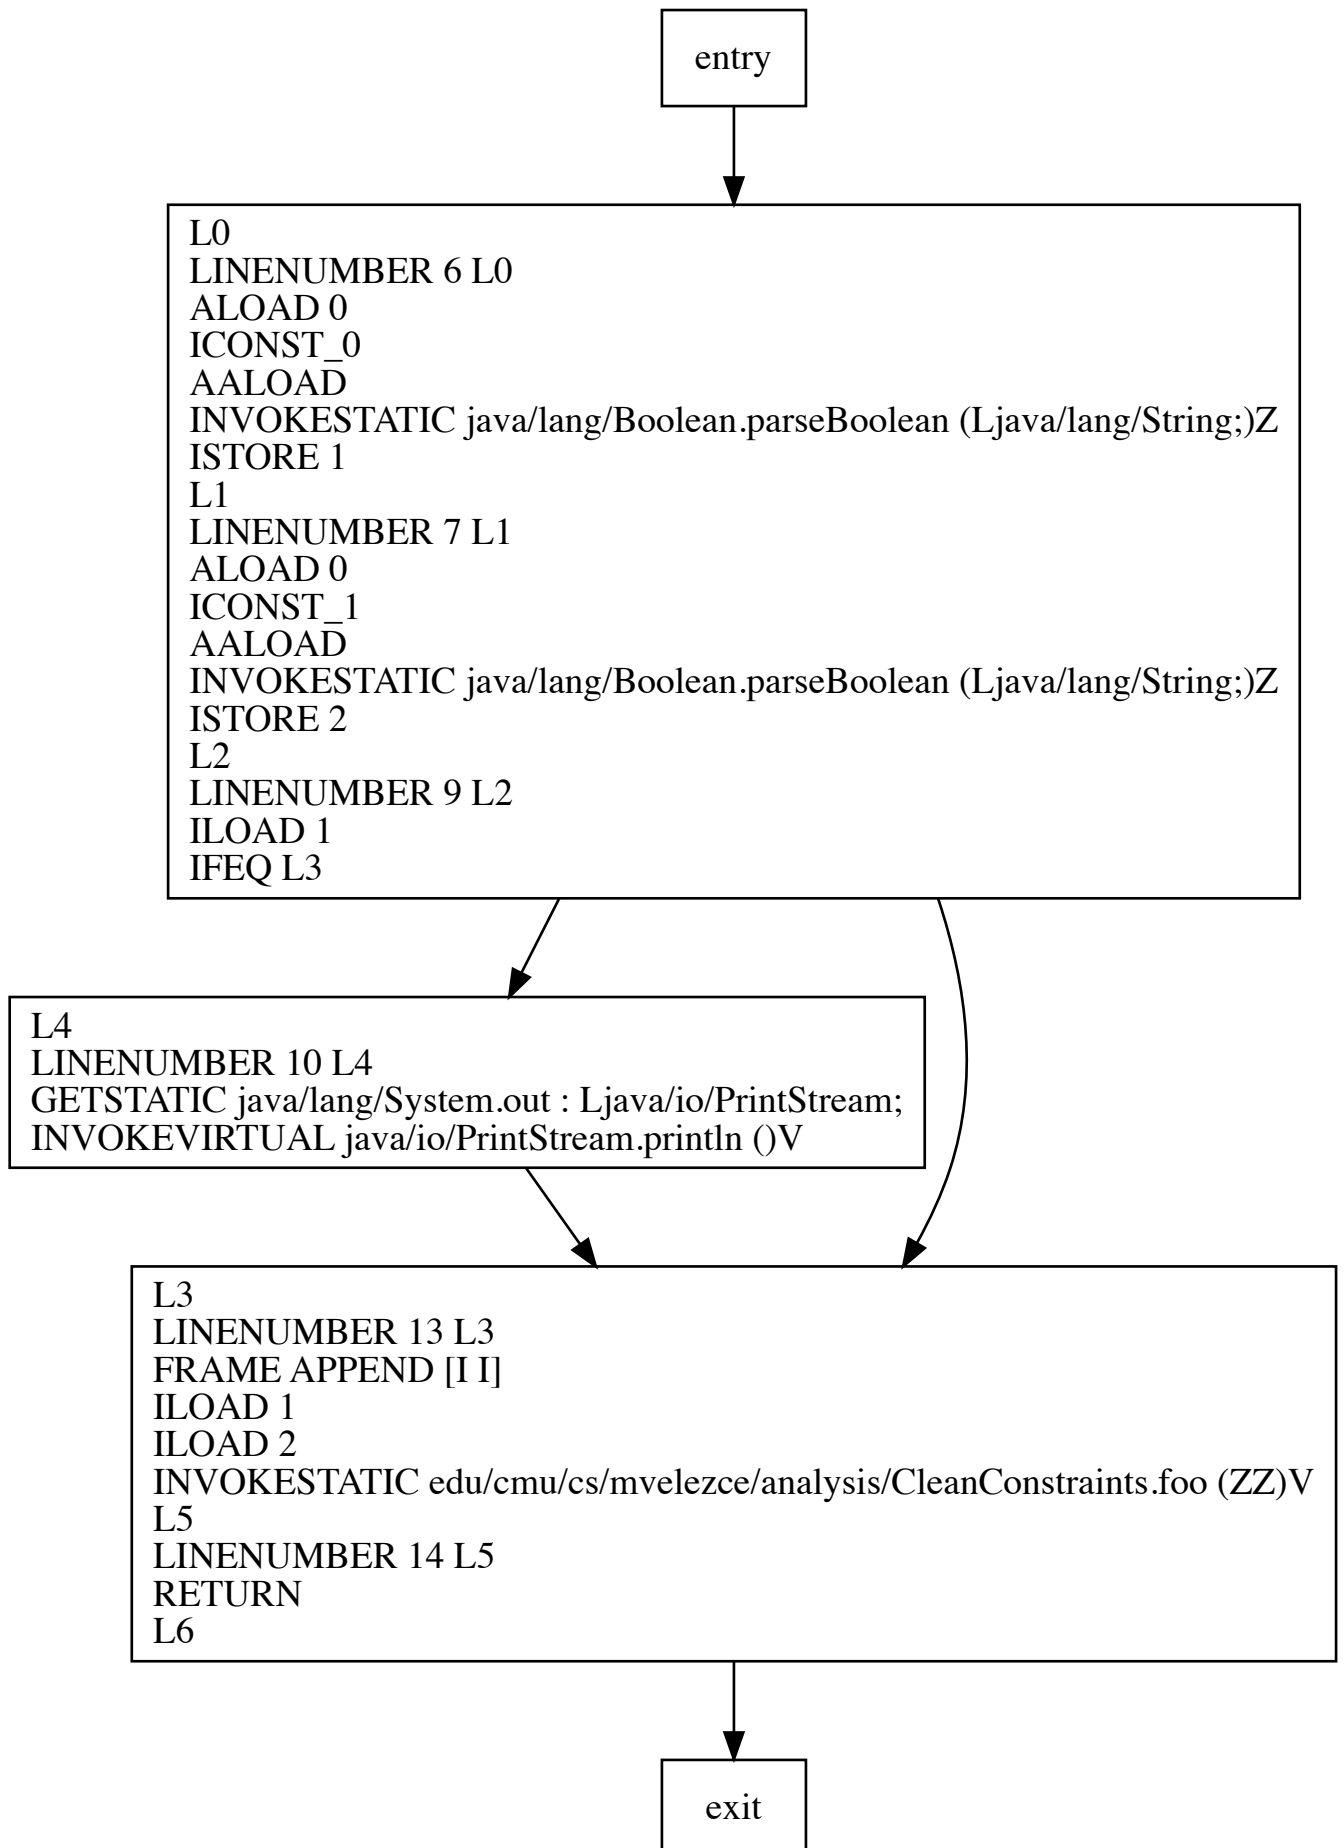 entry
L0
LINENUMBER 6 L0
ALOAD 0
ICONST_0
AALOAD
INVOKESTATIC java/lang/Boolean.parseBoolean (Ljava/lang/String;)Z
ISTORE 1
L1
LINENUMBER 7 L1
ALOAD 0
ICONST_1
AALOAD
INVOKESTATIC java/lang/Boolean.parseBoolean (Ljava/lang/String;)Z
ISTORE 2
L2
LINENUMBER 9 L2
ILOAD 1
IFEQ L3
L4
LINENUMBER 10 L4
GETSTATIC java/lang/System.out : Ljava/io/PrintStream;
INVOKEVIRTUAL java/io/PrintStream.println ()V
L3
LINENUMBER 13 L3
FRAME APPEND [I I]
ILOAD 1
ILOAD 2
INVOKESTATIC edu/cmu/cs/mvelezce/analysis/CleanConstraints.foo (ZZ)V
L5
LINENUMBER 14 L5
RETURN
L6
exit